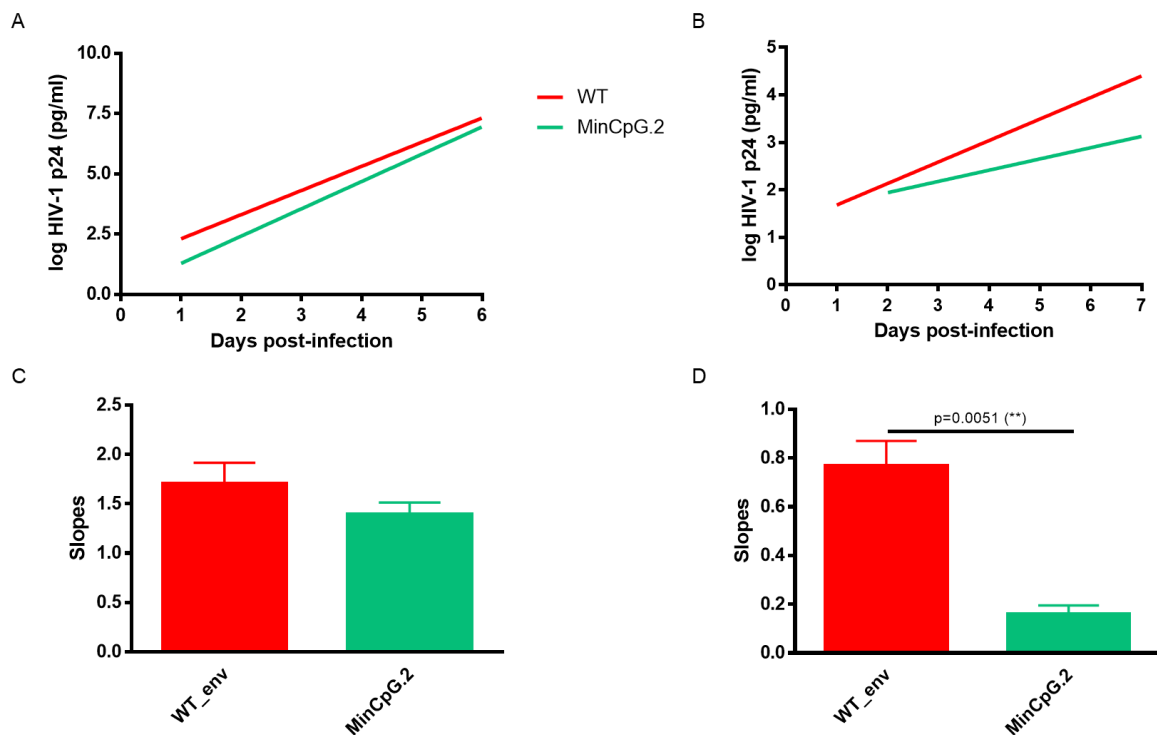 A
B
10.0
7.5
5.0
2.5
0.0
log HIV-1 p24 (pg/ml)
0 1 2 3 4 5 6
Days post-infection
WT
MinCpG.2
5
4
3
2
1
0
log HIV-1 p24 (pg/ml)
0 1 2 3 4 5 6 7
Days post-infection
C
D
2.5
2.0
1.5
1.0
0.5
0.0
Slopes
WT_env
MinCpG.2
1.0
0.8
0.6
0.4
0.2
0.0
Slopes
p=0.0051 (**)
WT_env
MinCpG.2